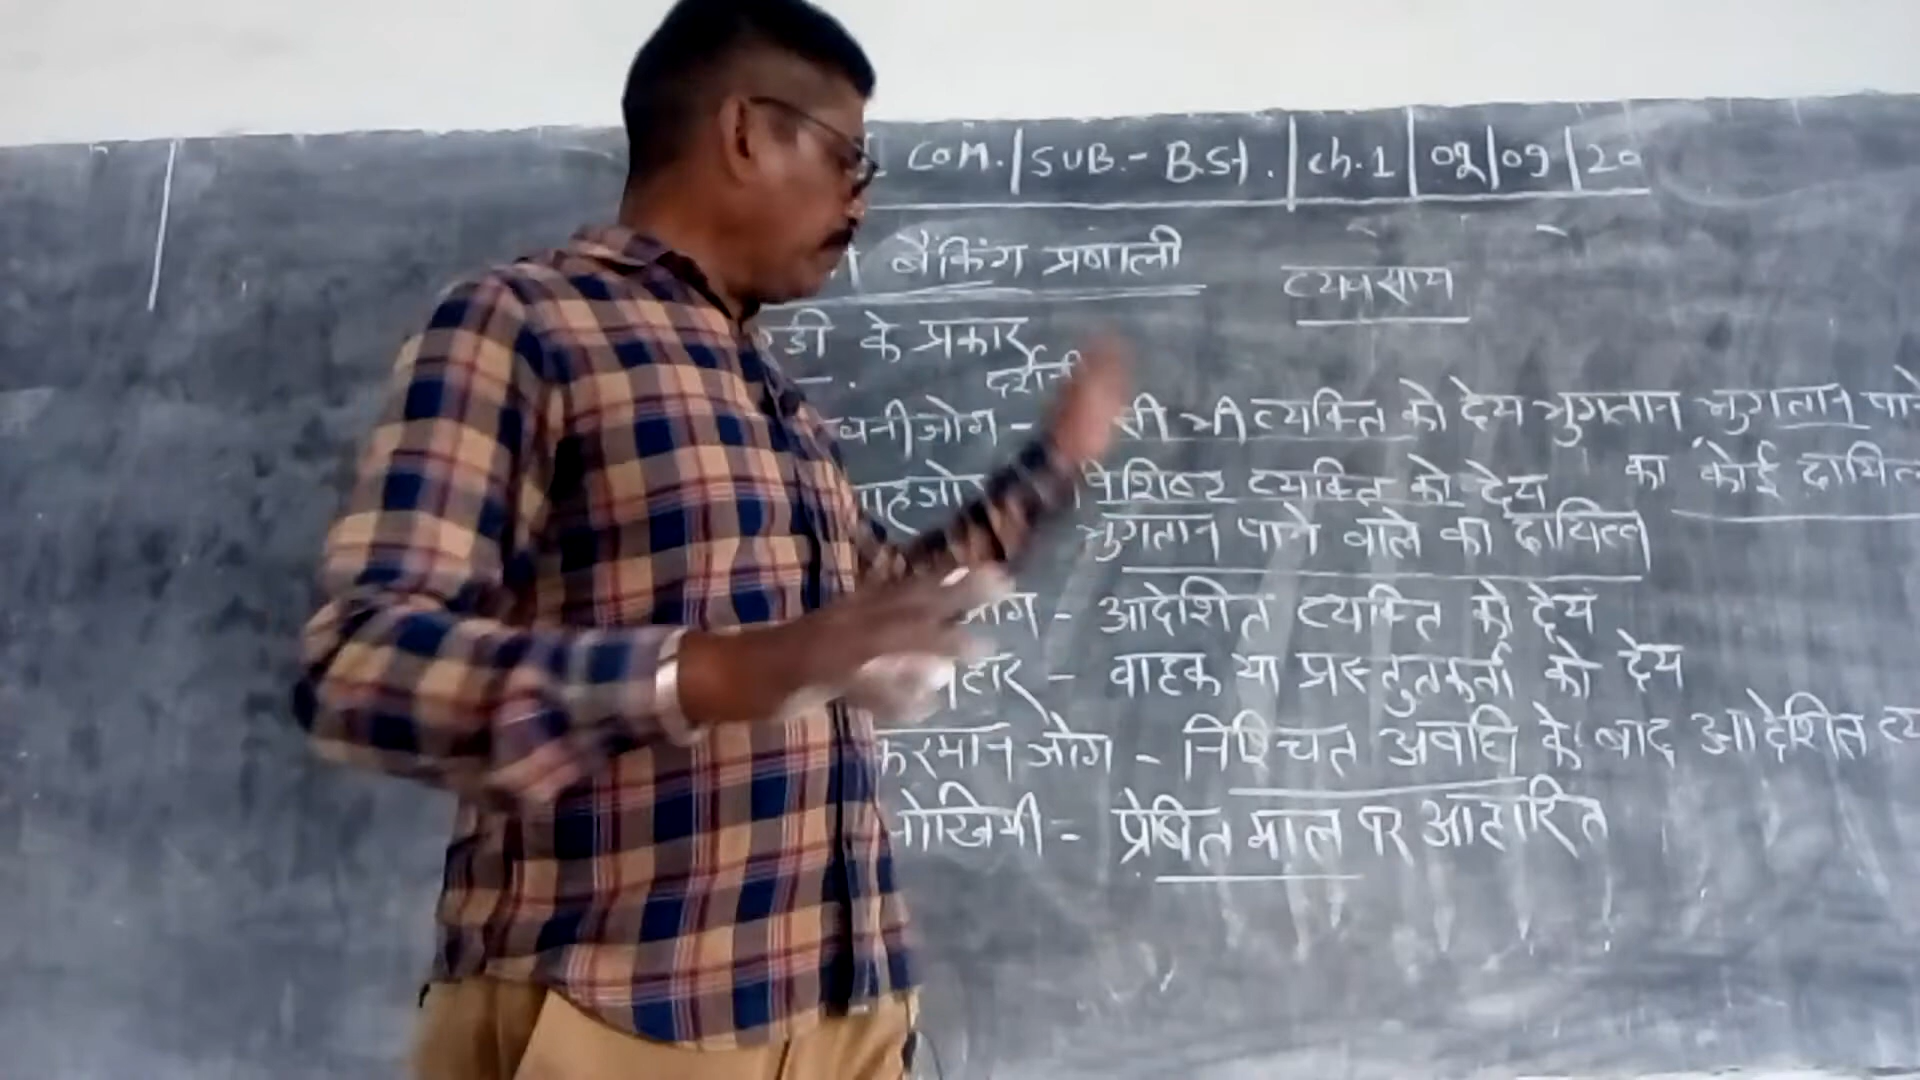 COM. | SUB.- B.St. | ch.1 | 02|09|20
बैंकिंग प्रणाली
व्यवसाय
डी के प्रकार
दर्शनी
धनीजोग - सी भी व्यक्ति को देय भुगतान भुगतान पाने
का कोई दायित्व
विशिष्ट व्यक्ति को देय
भुगतान पाने वाले का दायित्व
जोग - आदेशित व्यक्ति को देय
हार - वाहक या प्रस्तुतकर्ता को देय
फरमान जोग - निश्चित अवधि के बाद आदेशित व्य
जोखिमी - प्रेषित माल पर आधारित